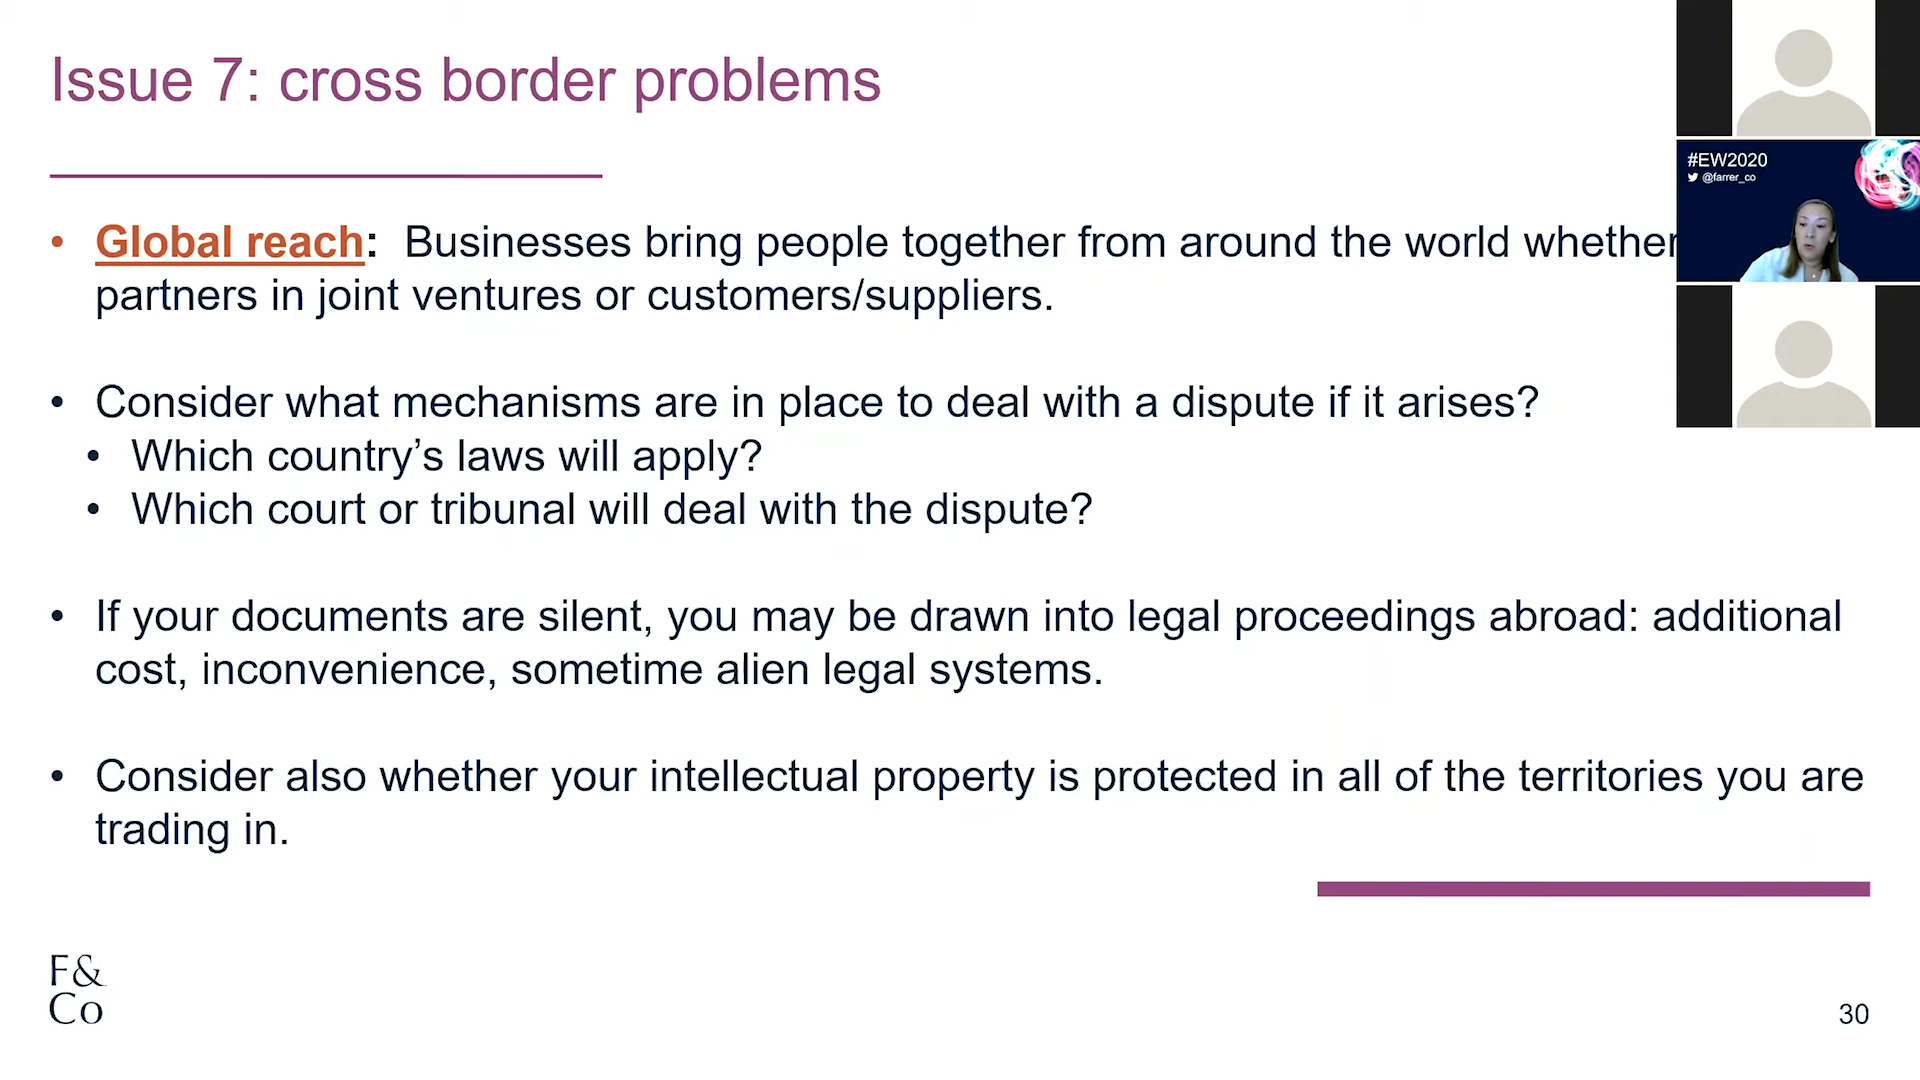 Issue 7: cross border problems
#EW2020
@farrer_co
• Global reach: Businesses bring people together from around the world whether
partners in joint ventures or customers/suppliers.
• Consider what mechanisms are in place to deal with a dispute if it arises?
• Which country’s laws will apply?
• Which court or tribunal will deal with the dispute?
• If your documents are silent, you may be drawn into legal proceedings abroad: additional
cost, inconvenience, sometime alien legal systems.
• Consider also whether your intellectual property is protected in all of the territories you are
trading in.
F&
Co
30